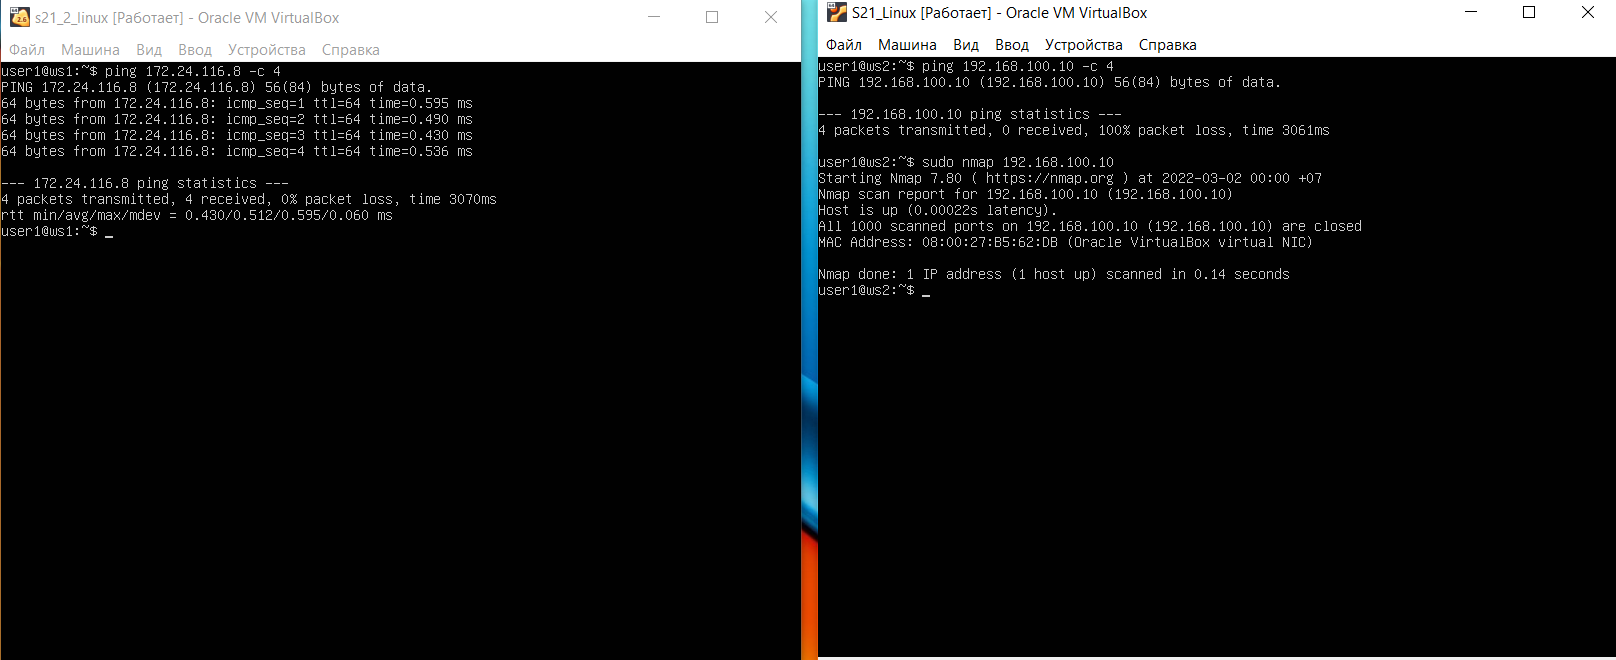 s21_2_linux [Работает] - Oracle VM VirtualBox
Файл Машина Вид Ввод Устройства Справка
user1@ws1:~$ ping 172.24.116.8 -c 4
PING 172.24.116.8 (172.24.116.8) 56(84) bytes of data.
64 bytes from 172.24.116.8: icmp_seq=1 ttl=64 time=0.595 ms
64 bytes from 172.24.116.8: icmp_seq=2 ttl=64 time=0.490 ms
64 bytes from 172.24.116.8: icmp_seq=3 ttl=64 time=0.430 ms
64 bytes from 172.24.116.8: icmp_seq=4 ttl=64 time=0.536 ms
--- 172.24.116.8 ping statistics ---
4 packets transmitted, 4 received, 0% packet loss, time 3070ms
rtt min/avg/max/mdev = 0.430/0.512/0.595/0.060 ms
user1@ws1:~$ _
S21_Linux [Работает] - Oracle VM VirtualBox
Файл Машина Вид Ввод Устройства Справка
user1@ws2:~$ ping 192.168.100.10 -c 4
PING 192.168.100.10 (192.168.100.10) 56(84) bytes of data.
--- 192.168.100.10 ping statistics ---
4 packets transmitted, 0 received, 100% packet loss, time 3061ms
user1@ws2:~$ sudo nmap 192.168.100.10
Starting Nmap 7.80 ( https://nmap.org ) at 2022-03-02 00:00 +07
Nmap scan report for 192.168.100.10 (192.168.100.10)
Host is up (0.00022s latency).
All 1000 scanned ports on 192.168.100.10 (192.168.100.10) are closed
MAC Address: 08:00:27:B5:62:DB (Oracle VirtualBox virtual NIC)
Nmap done: 1 IP address (1 host up) scanned in 0.14 seconds
user1@ws2:~$ _